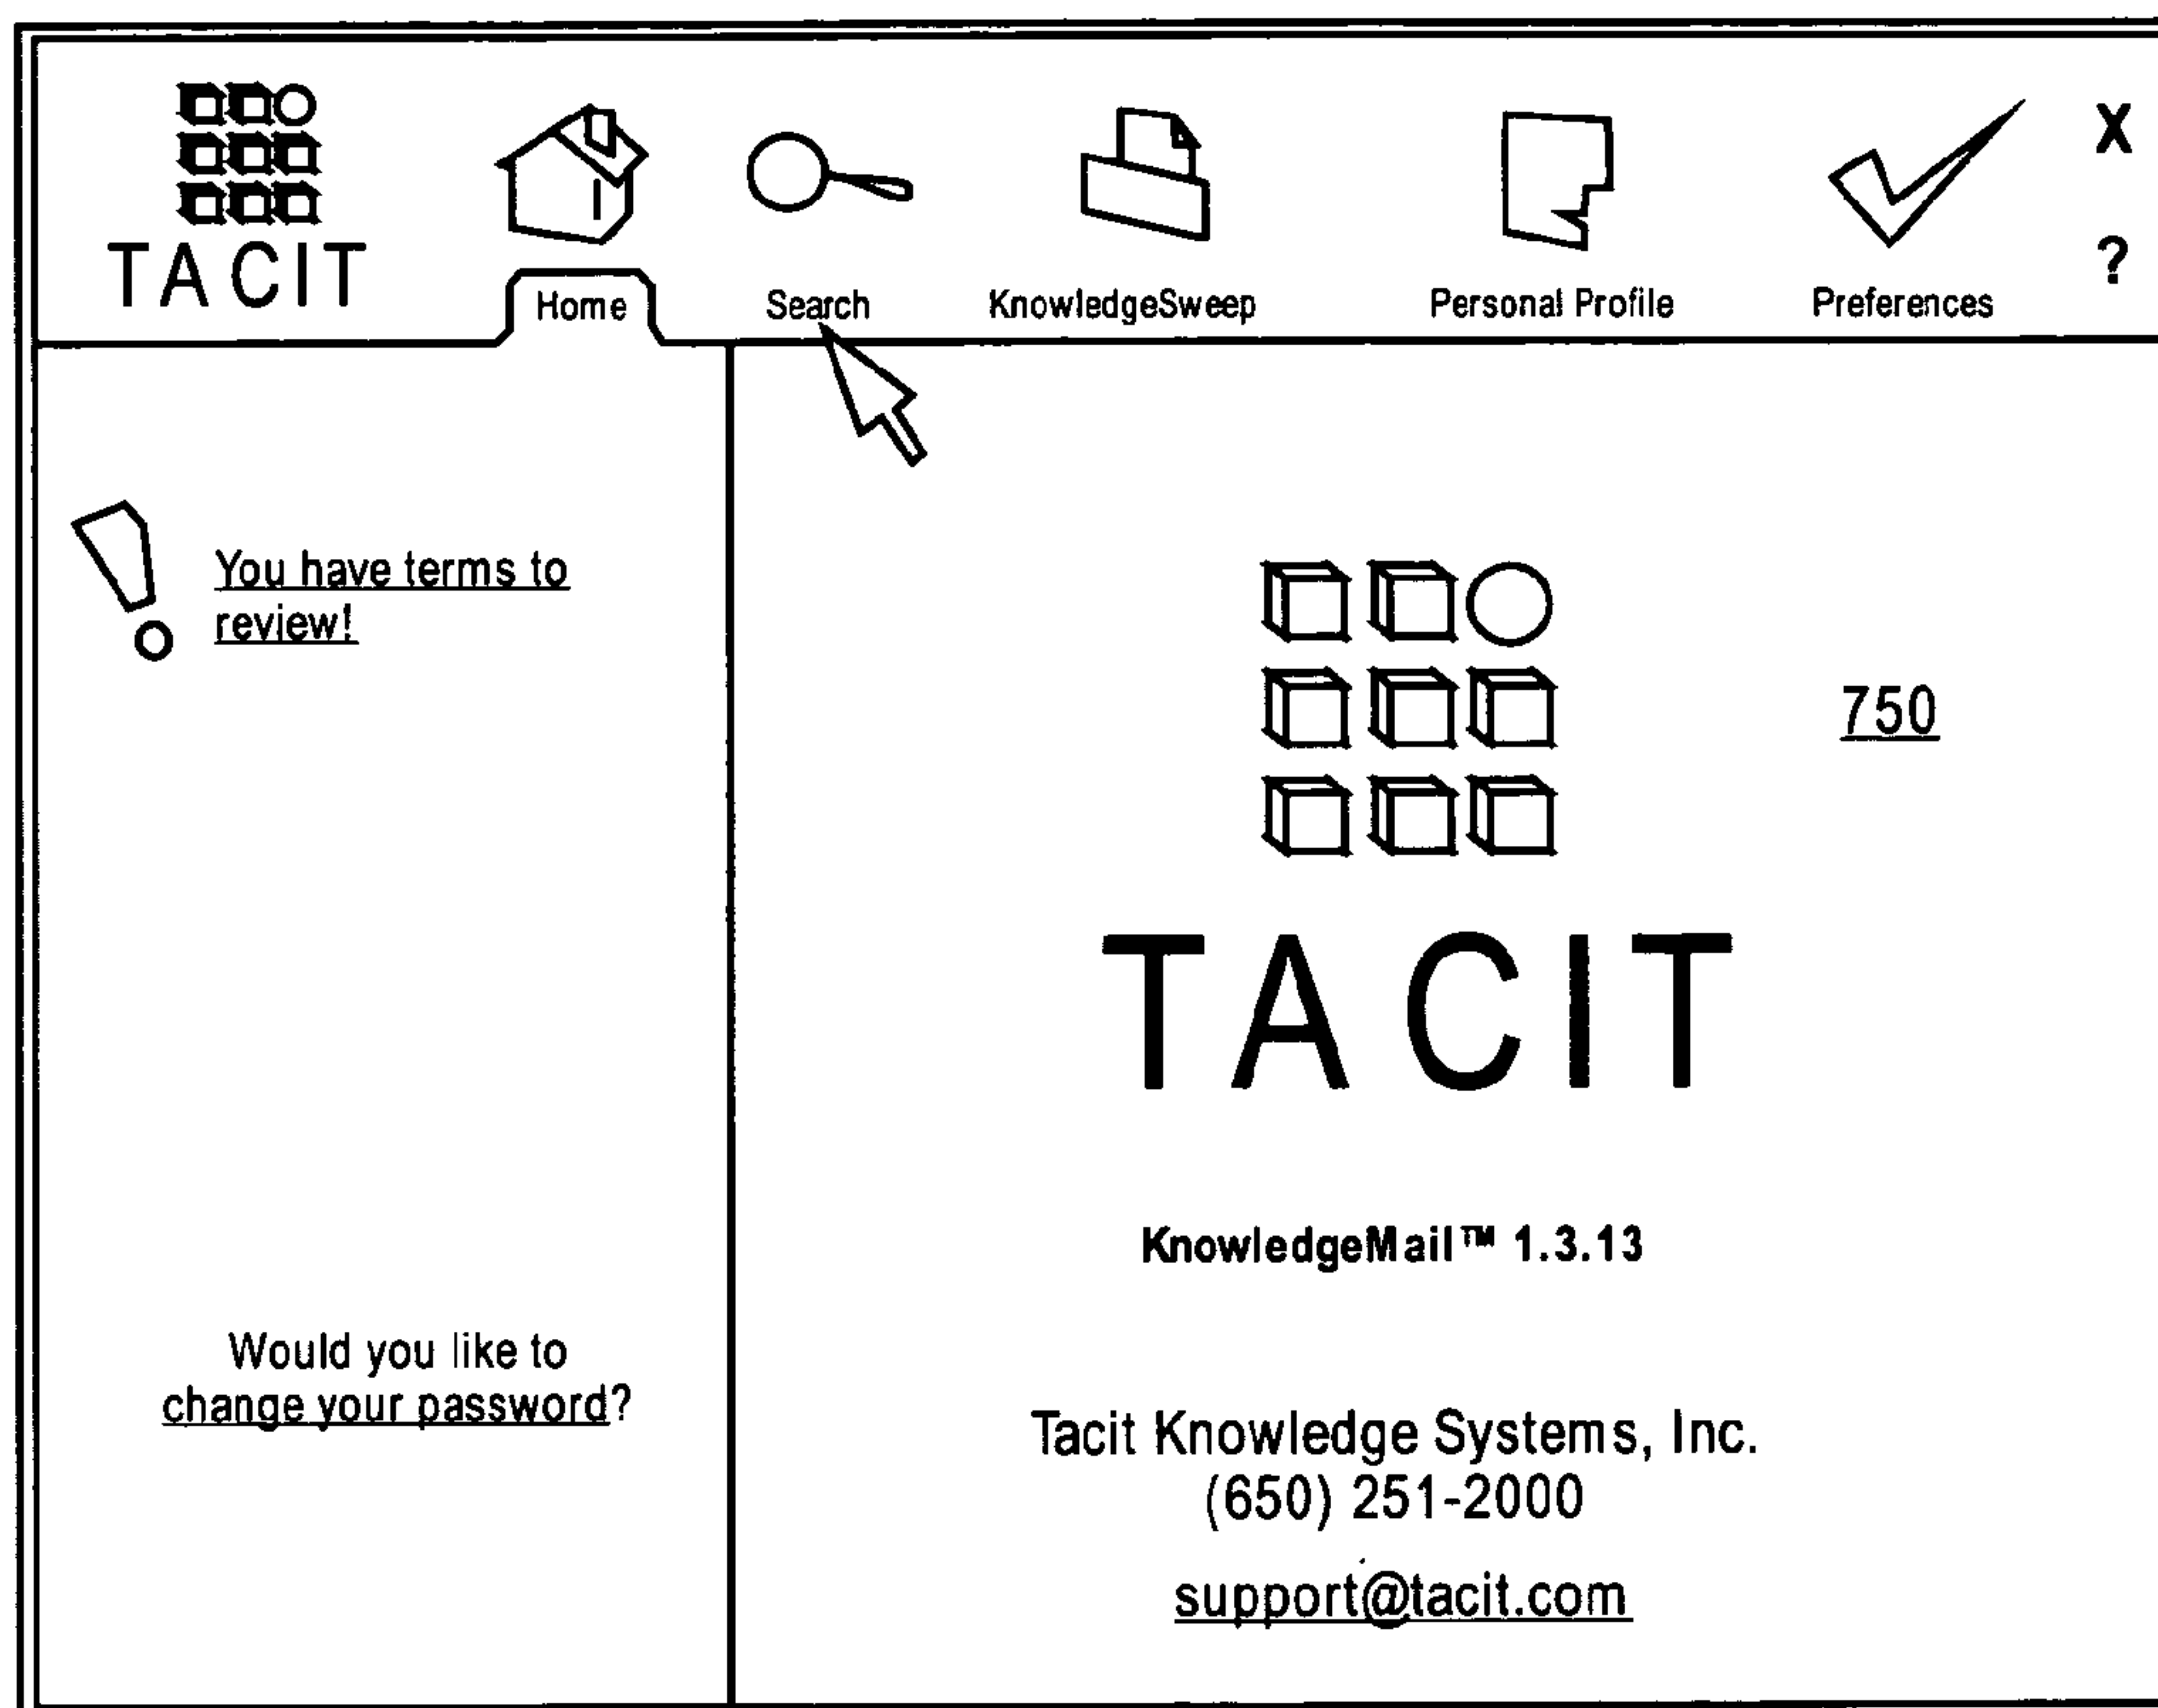 TACIT
Home
Search
KnowledgeSweep
Personal Profile
Preferences
X
?
You have terms to
review!
750
TACIT
KnowledgeMail™ 1.3.13
Would you like to
change your password?
Tacit Knowledge Systems, Inc.
(650) 251-2000
support@tacit.com